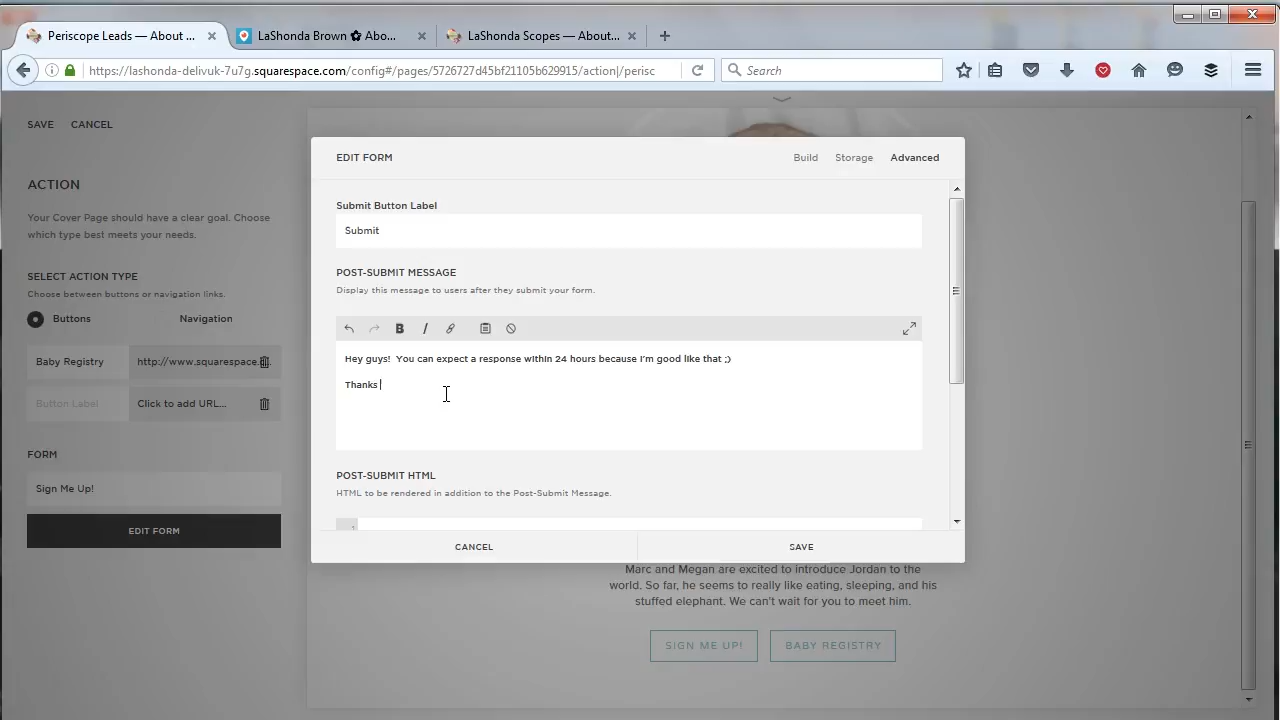 Periscope Leads — About ...
LaShonda Brown ✿ Abo...
LaShonda Scopes — About...
https://lashonda-delivuk-7u7g.squarespace.com/config#/pages/5726727d45bf21105b629915/action|/perisc
Search
SAVE CANCEL
ACTION
Your Cover Page should have a clear goal. Choose
which type best meets your needs.
SELECT ACTION TYPE
Choose between buttons or navigation links.
Buttons Navigation
Baby Registry http://www.squarespace.
Button Label Click to add URL...
FORM
Sign Me Up!
EDIT FORM
EDIT FORM
Build Storage Advanced
Submit Button Label
Submit
POST-SUBMIT MESSAGE
Display this message to users after they submit your form.
B I
Hey guys! You can expect a response within 24 hours because I'm good like that ;)
Thanks
POST-SUBMIT HTML
HTML to be rendered in addition to the Post-Submit Message.
CANCEL SAVE
Marc and Megan are excited to introduce Jordan to the
world. So far, he seems to really like eating, sleeping, and his
stuffed elephant. We can't wait for you to meet him.
SIGN ME UP! BABY REGISTRY